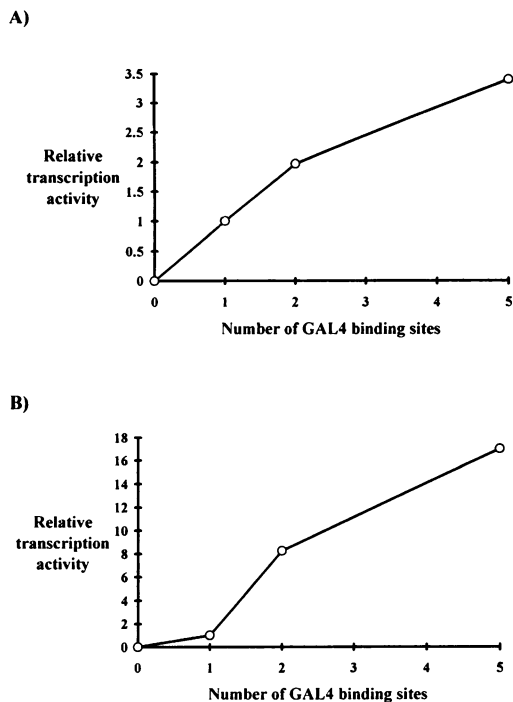 A)
3.5
3
2.5
2
1.5
1
0.5
0
Relative
transcription
activity
0 1 2 3 4 5
Number of GAL4 binding sites
B)
18
16
14
12
10
8
6
4
2
0
Relative
transcription
activity
0 1 2 3 4 5
Number of GAL4 binding sites